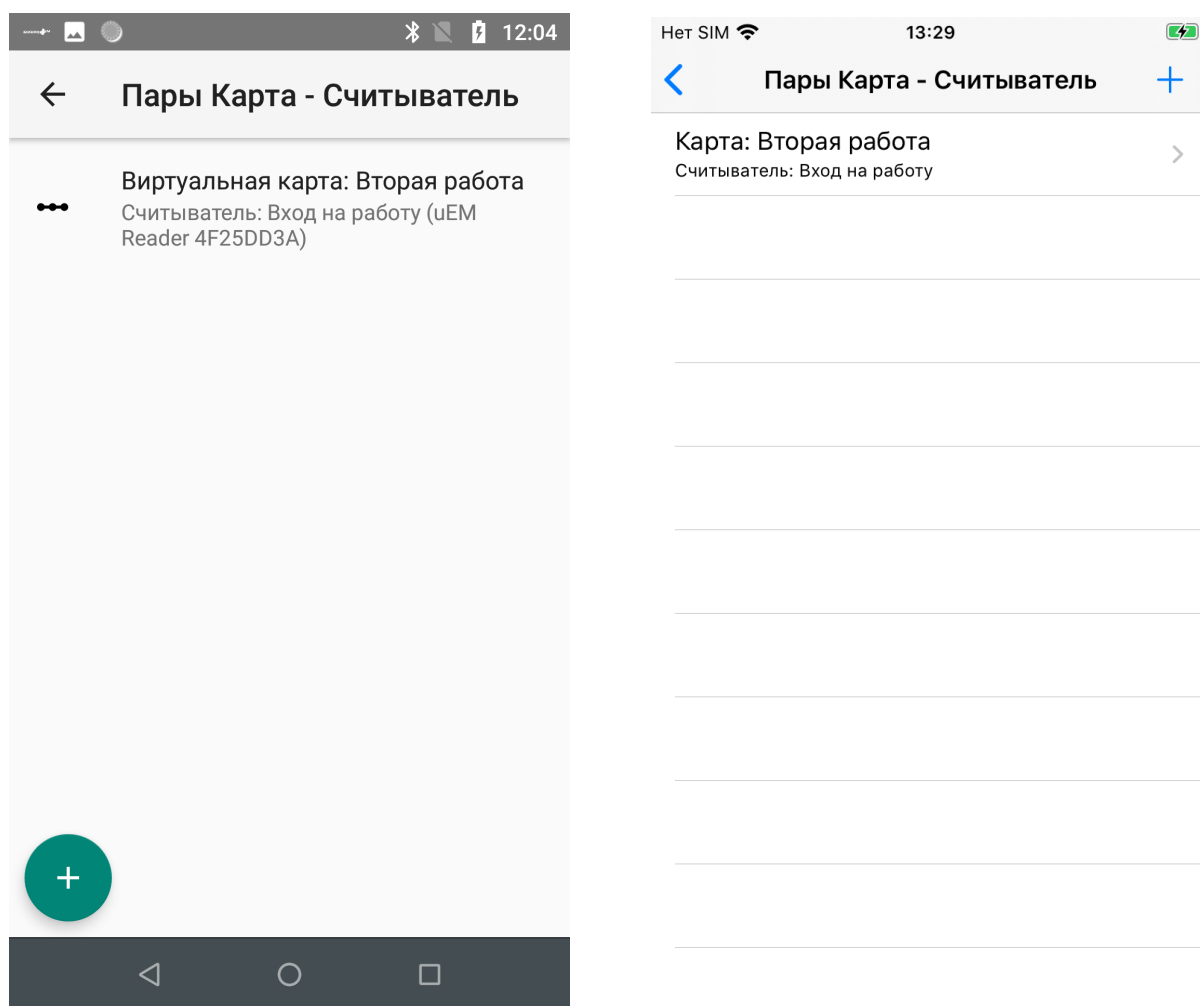 12:04
Пары Карта - Считыватель
Виртуальная карта: Вторая работа
Считыватель: Вход на работу (uEM
Reader 4F25DD3A)
Нет SIM 13:29
Пары Карта - Считыватель
Карта: Вторая работа
Считыватель: Вход на работу